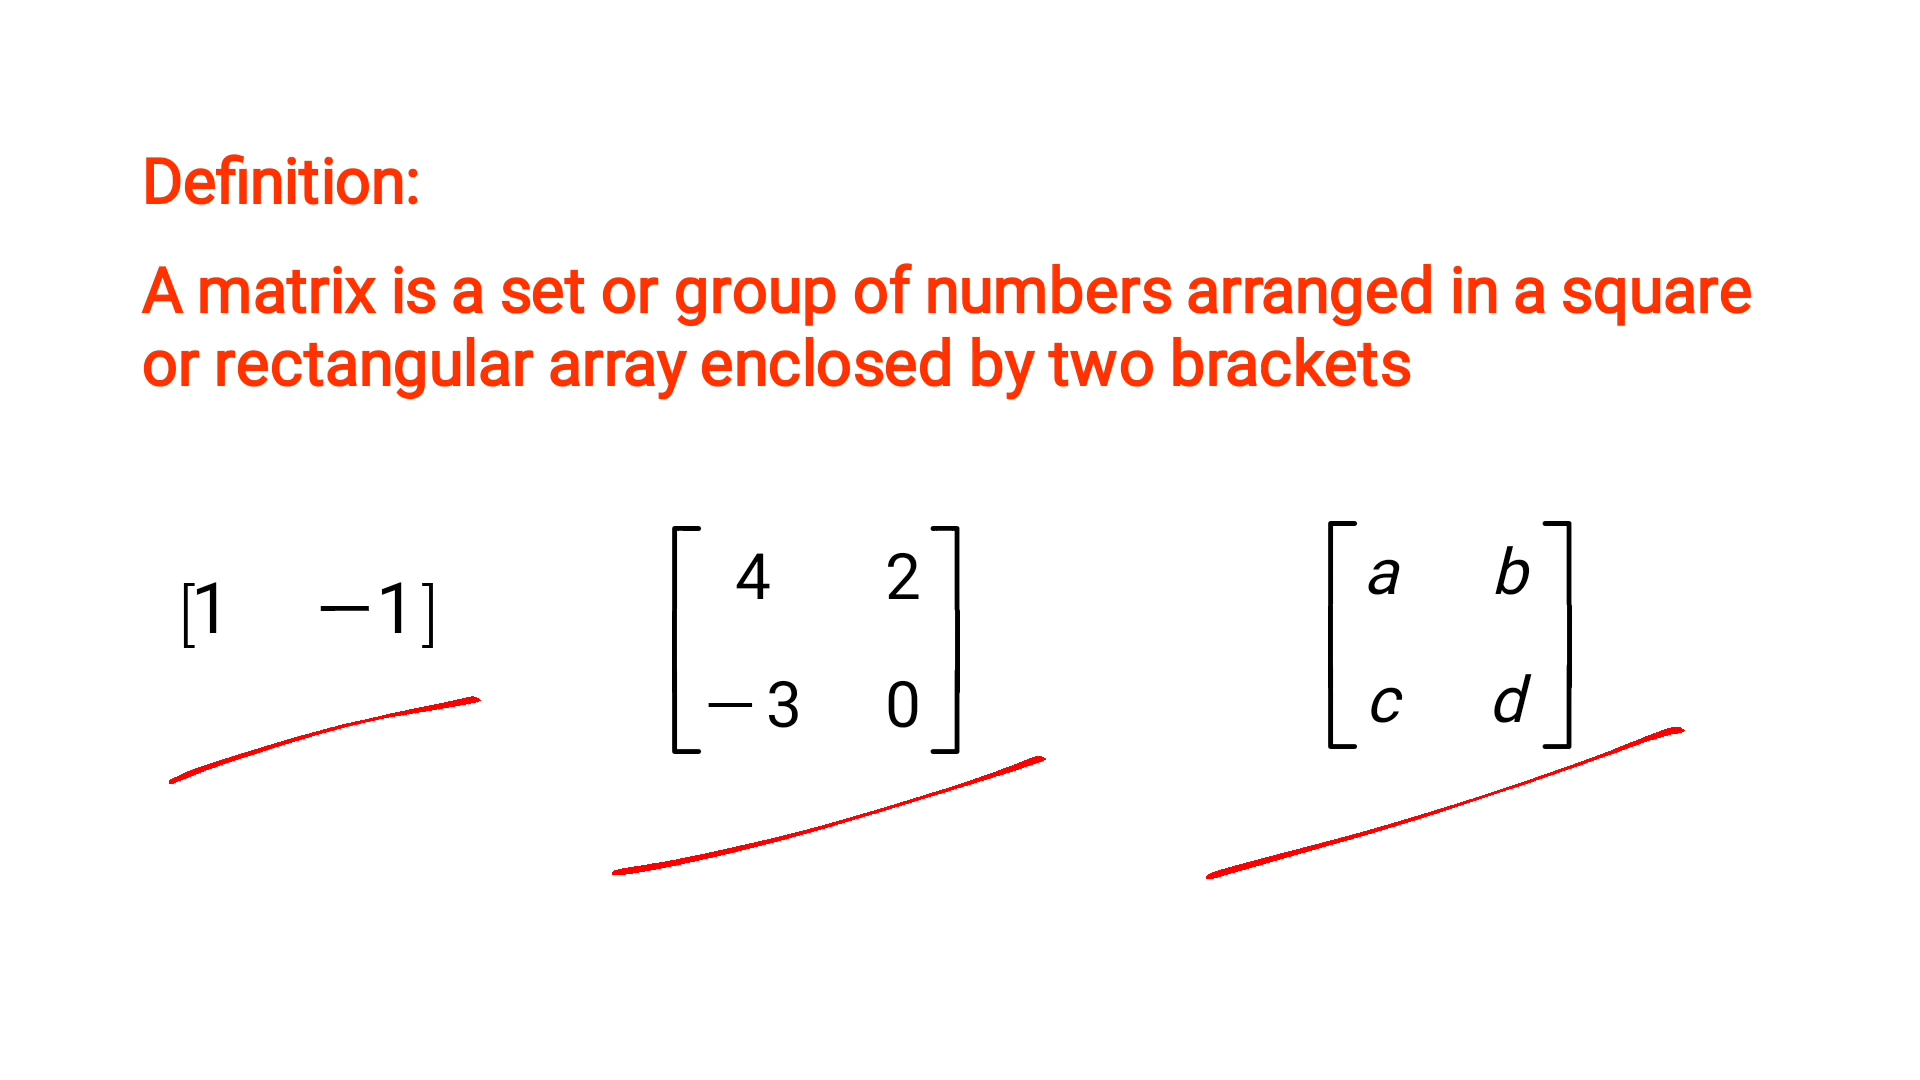 Definition:
A matrix is a set or group of numbers arranged in a square
or rectangular array enclosed by two brackets
[1 −1]
[4 2
−3 0]
[a b
c d]